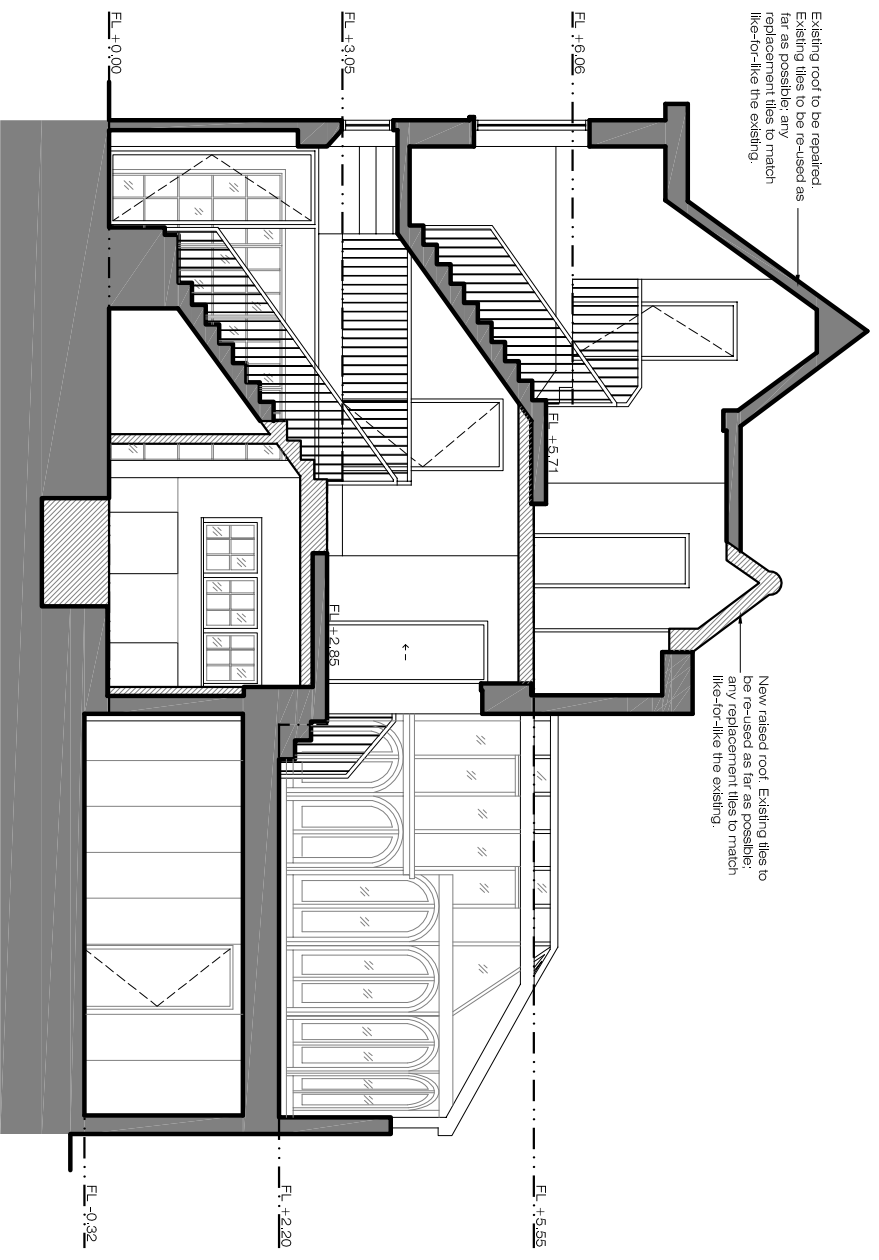 Existing roof to be repaired.
Existing tiles to be re-used as
far as possible; any
replacement tiles to match
like-for-like the existing.
New raised roof. Existing tiles to
be re-used as far as possible;
any replacement tiles to match
like-for-like the existing.
FL +6.06
FL +3.05
FL +0.00
FL +5.71
FL +2.85
FL +5.55
FL +2.20
FL -0.32